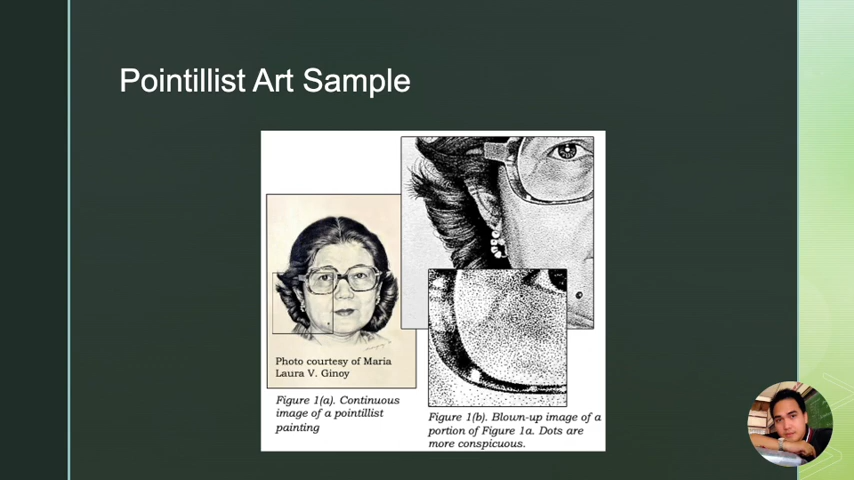 Pointillist Art Sample
Photo courtesy of Maria
Laura V. Ginoy
Figure 1(a). Continuous
image of a pointillist
painting
Figure 1(b). Blown-up image of a
portion of Figure 1a. Dots are
more conspicuous.